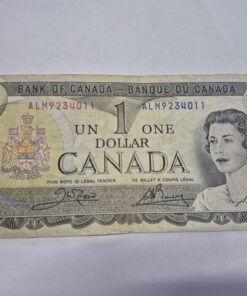 BANK OF CANADA - BANQUE DU CANADA
ALM9234011 ALM9234011
UN 1 ONE
DOLLAR
CANADA
THIS NOTE IS LEGAL TENDER CE BILLET A COURS LÉGAL